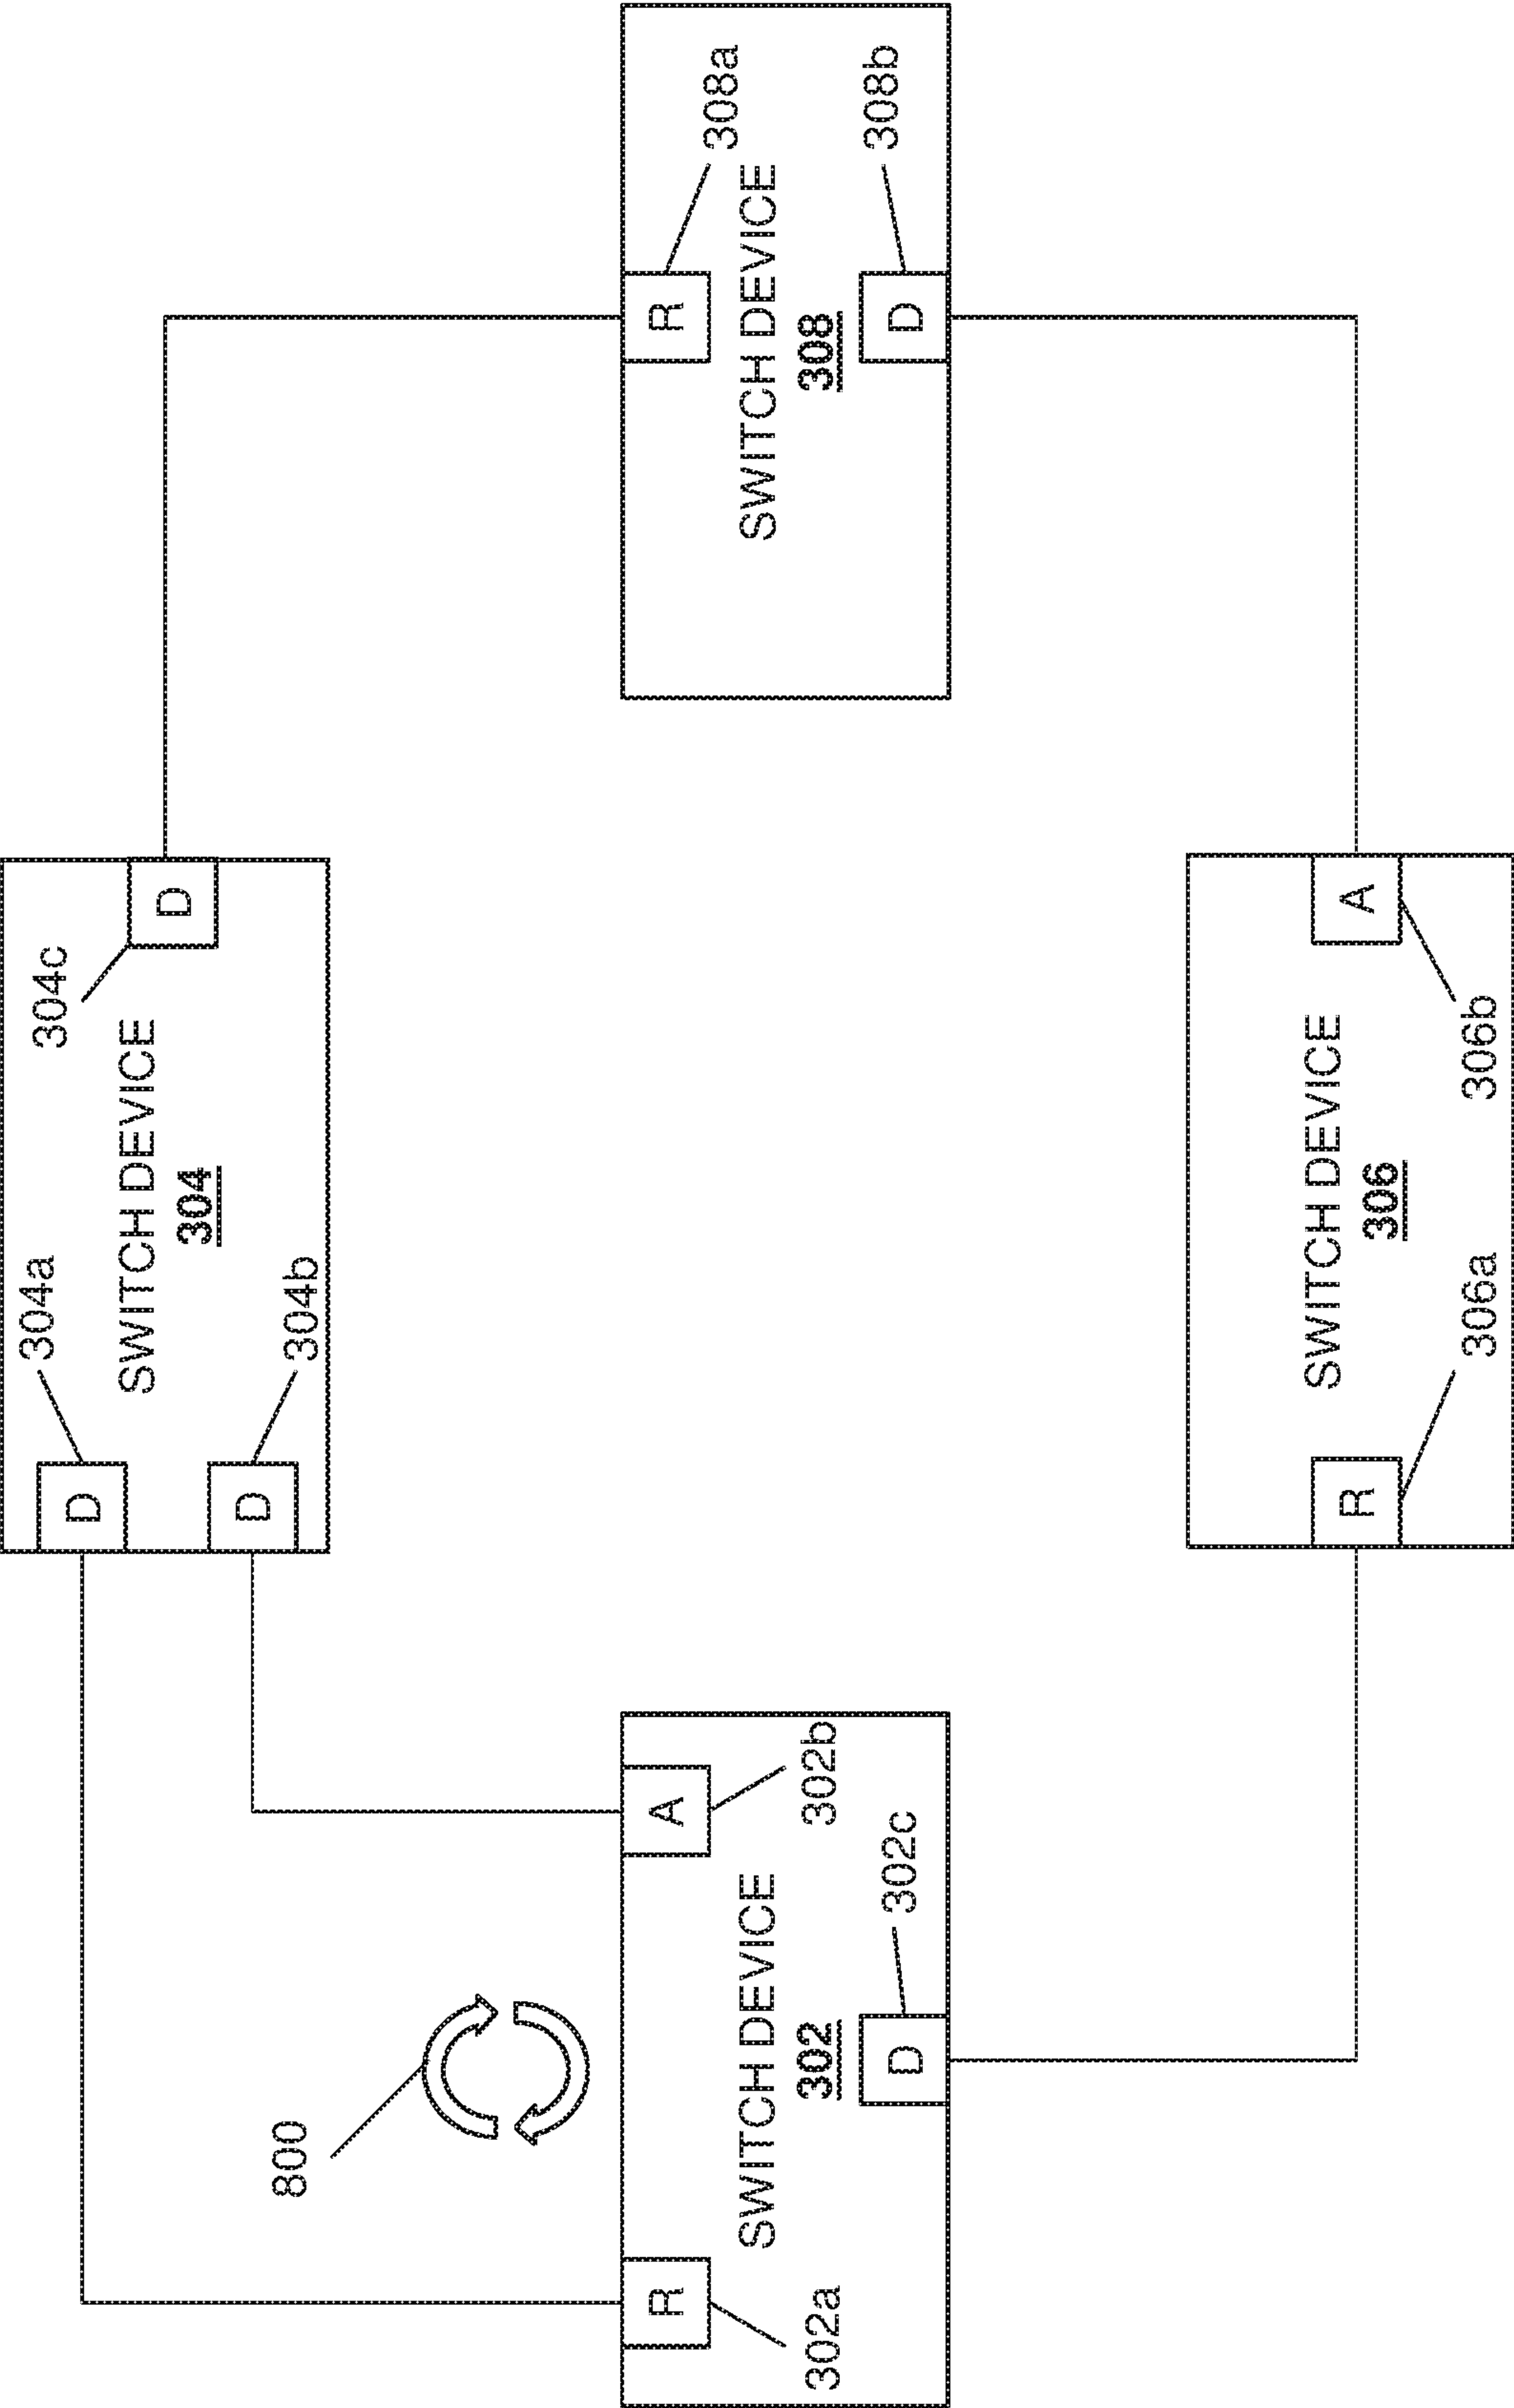 304a
304c
D
SWITCH DEVICE
304
D
D
304b
800
R
A
R
308a
302a
SWITCH DEVICE
302
302b
SWITCH DEVICE
308
D
302c
D
308b
SWITCH DEVICE
306
R
A
306a
306b